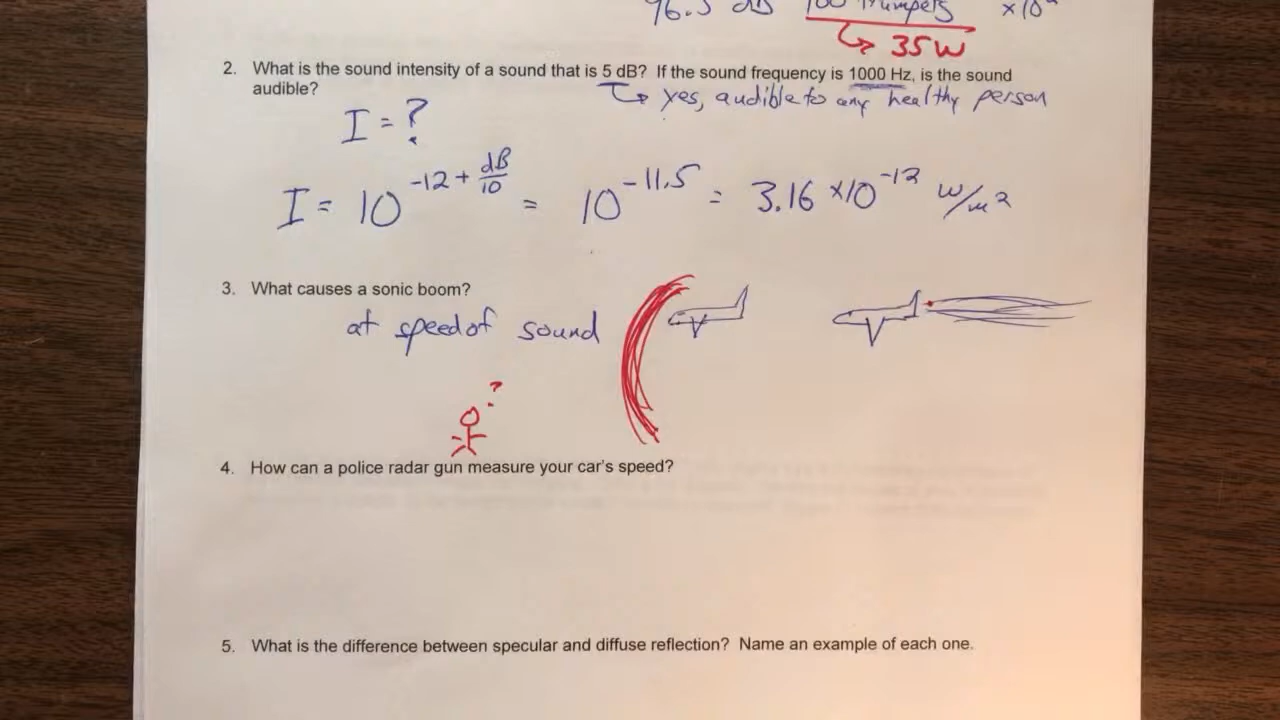 96.5 dB 100 trumpets x10
↳ 35W
2. What is the sound intensity of a sound that is 5 dB? If the sound frequency is 1000 Hz, is the sound
audible?
↳ yes, audible to any healthy person
I = ?
I = 10^-12 + dB/10 = 10^-11.5 = 3.16 ×10^-12 W/m²
3. What causes a sonic boom?
at speed of sound
?
4. How can a police radar gun measure your car's speed?
5. What is the difference between specular and diffuse reflection? Name an example of each one.